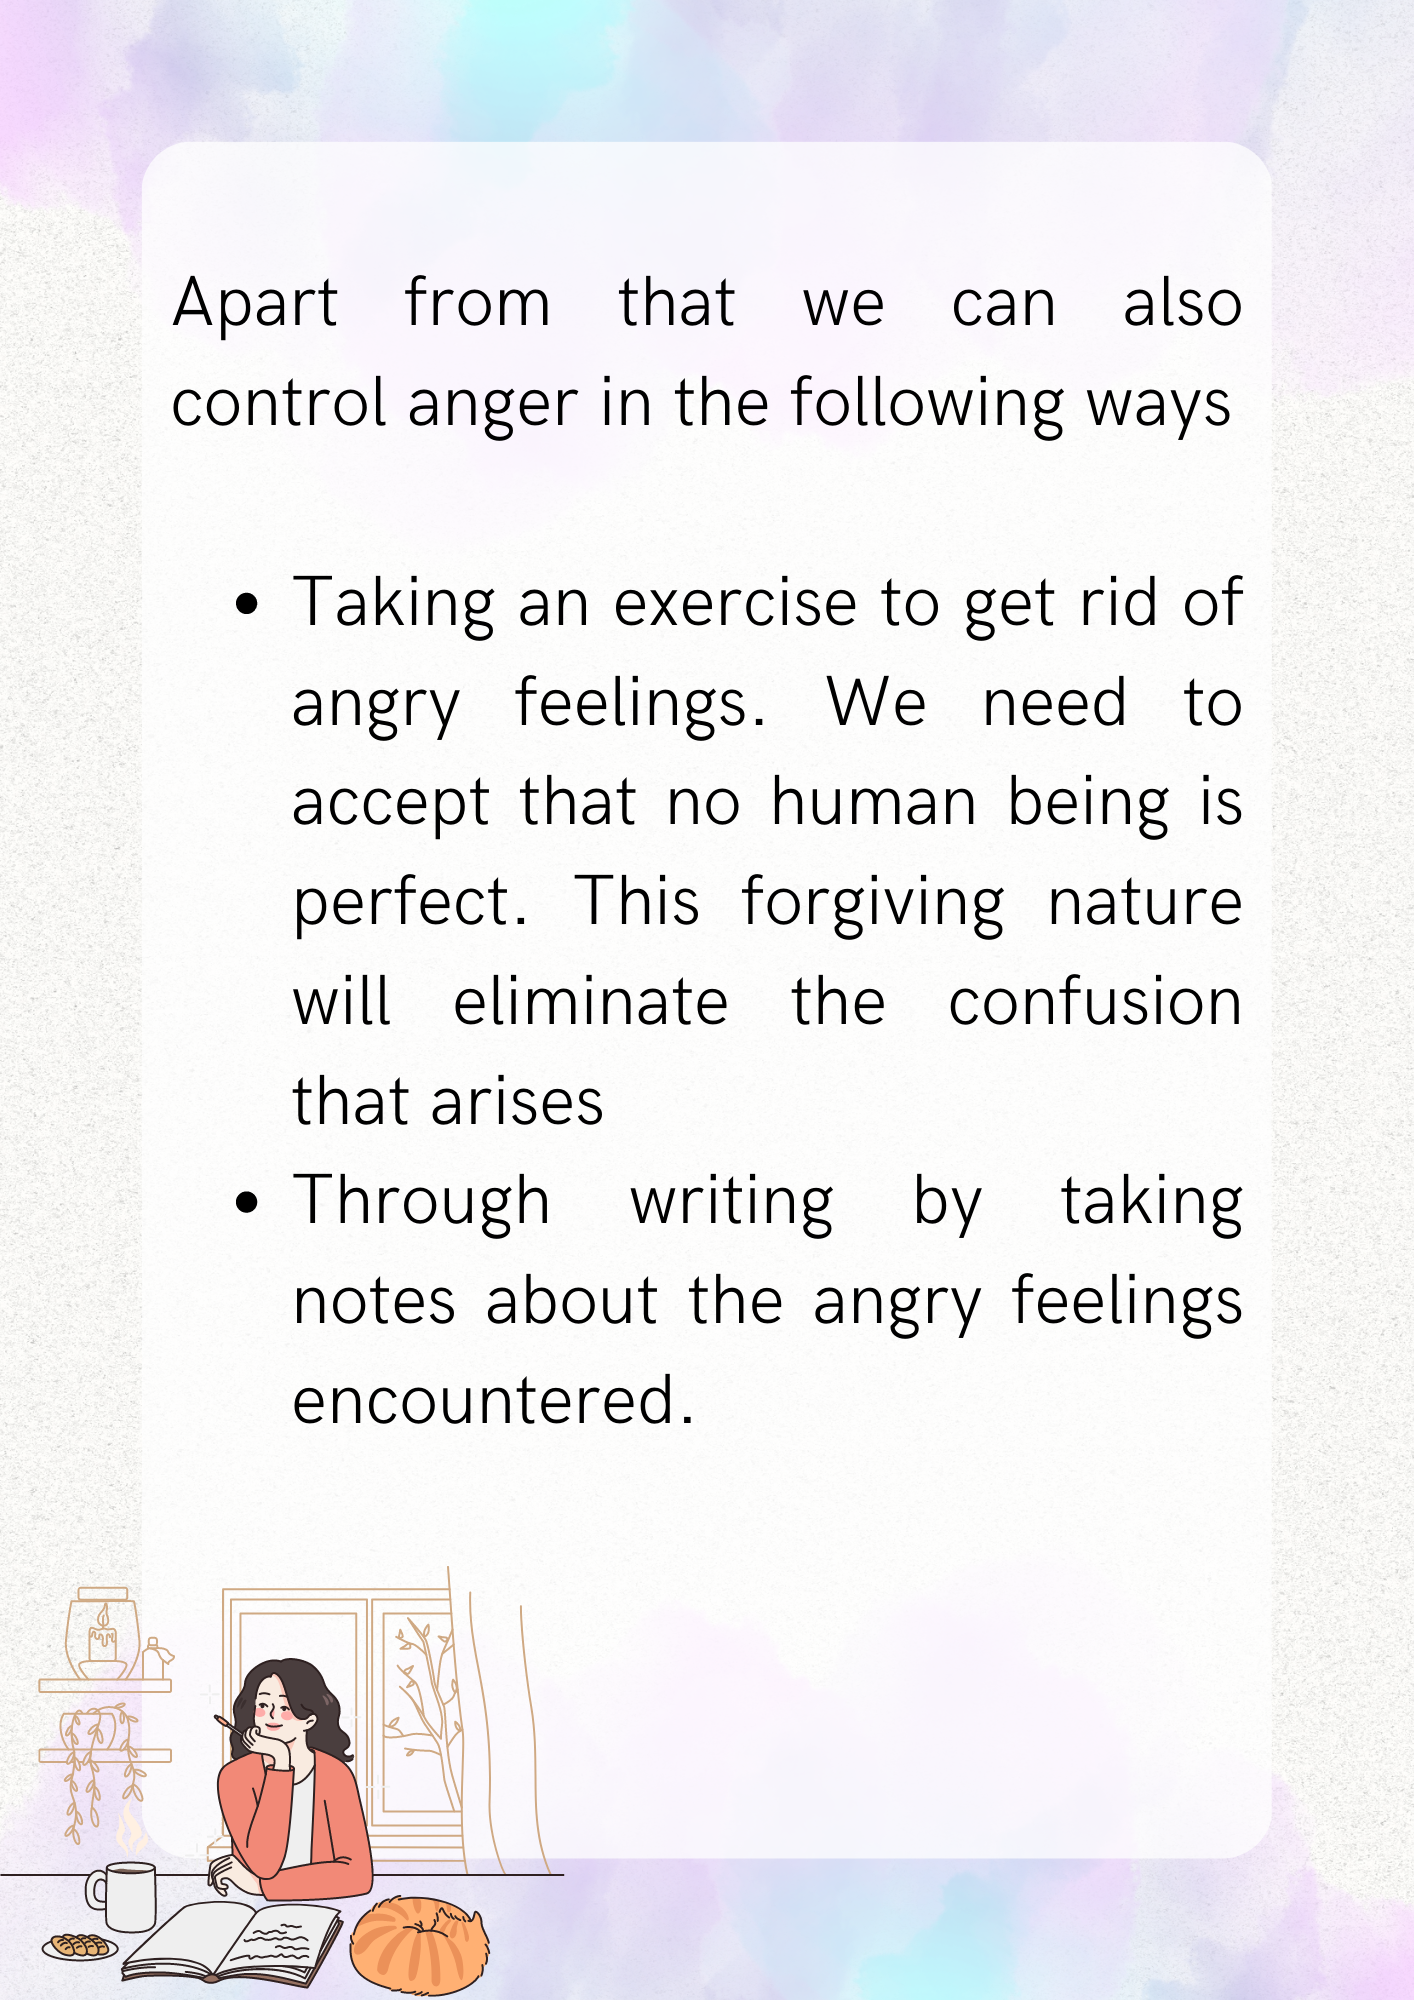 Apart from that we can also
control anger in the following ways
• Taking an exercise to get rid of
angry feelings. We need to
accept that no human being is
perfect. This forgiving nature
will eliminate the confusion
that arises
• Through writing by taking
notes about the angry feelings
encountered.